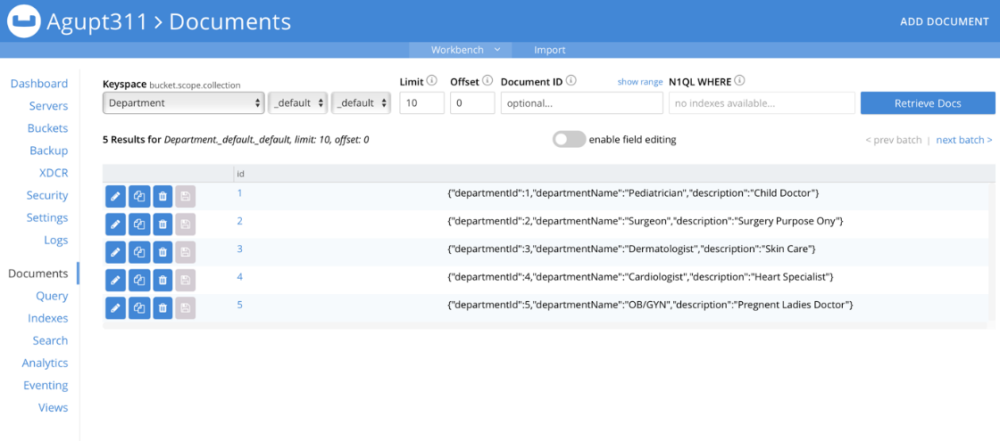 Agupt311 > Documents
ADD DOCUMENT
Workbench
Import
Dashboard
Servers
Buckets
Backup
XDCR
Security
Settings
Logs
Documents
Query
Indexes
Search
Analytics
Eventing
Views
Keyspace bucket.scope.collection
Limit
Offset
Document ID
show range
N1QL WHERE
Department
_default
_default
10
0
optional...
no indexes available...
Retrieve Docs
5 Results for Department._default._default, limit: 10, offset: 0
enable field editing
< prev batch | next batch >
id
1 {"departmentId":1,"departmentName":"Pediatrician","description":"Child Doctor"}
2 {"departmentId":2,"departmentName":"Surgeon","description":"Surgery Purpose Ony"}
3 {"departmentId":3,"departmentName":"Dermatologist","description":"Skin Care"}
4 {"departmentId":4,"departmentName":"Cardiologist","description":"Heart Specialist"}
5 {"departmentId":5,"departmentName":"OB/GYN","description":"Pregnent Ladies Doctor"}